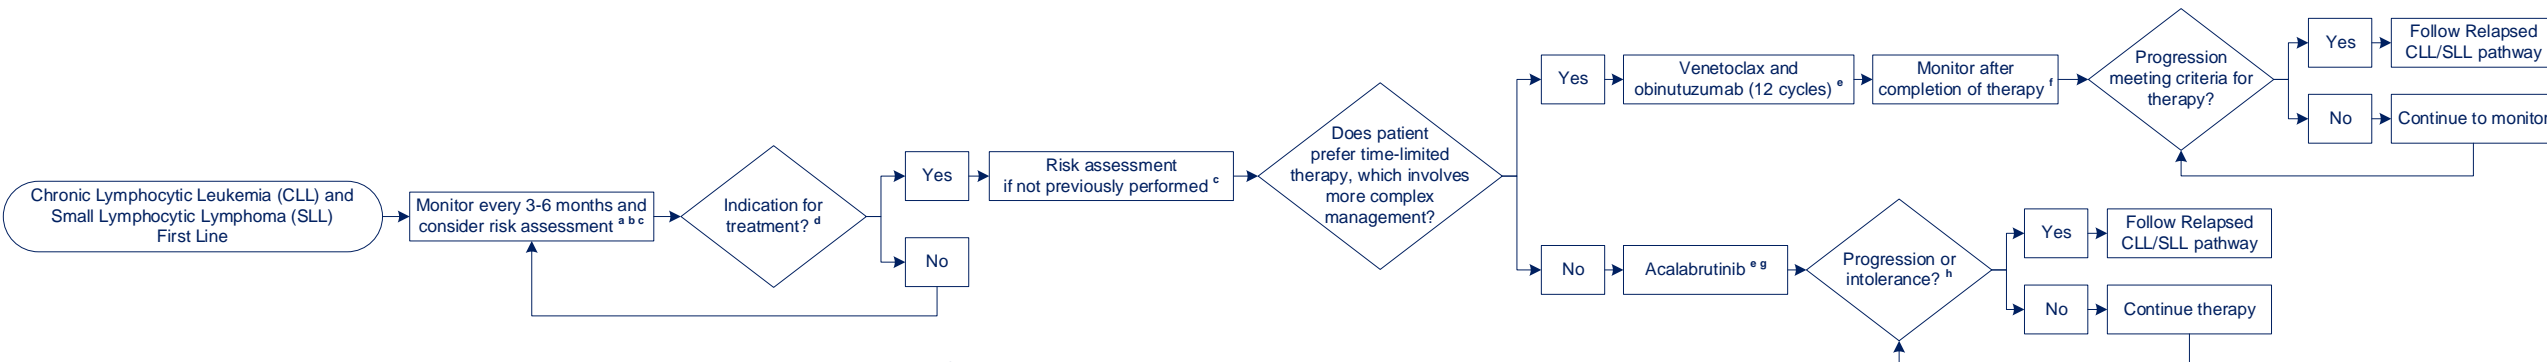 Chronic Lymphocytic Leukemia (CLL) and
Small Lymphocytic Lymphoma (SLL)
First Line
Monitor every 3-6 months and
consider risk assessment a b c
Indication for
treatment? d
Yes
No
Risk assessment
if not previously performed c
Does patient
prefer time-limited
therapy, which involves
more complex
management?
Yes
Venetoclax and
obinutuzumab (12 cycles) e
Monitor after
completion of therapy f
Progression
meeting criteria for
therapy?
Yes
Follow Relapsed
CLL/SLL pathway
No
Continue to monitor
No
Acalabrutinib e g
Progression or
intolerance? h
Yes
Follow Relapsed
CLL/SLL pathway
No
Continue therapy